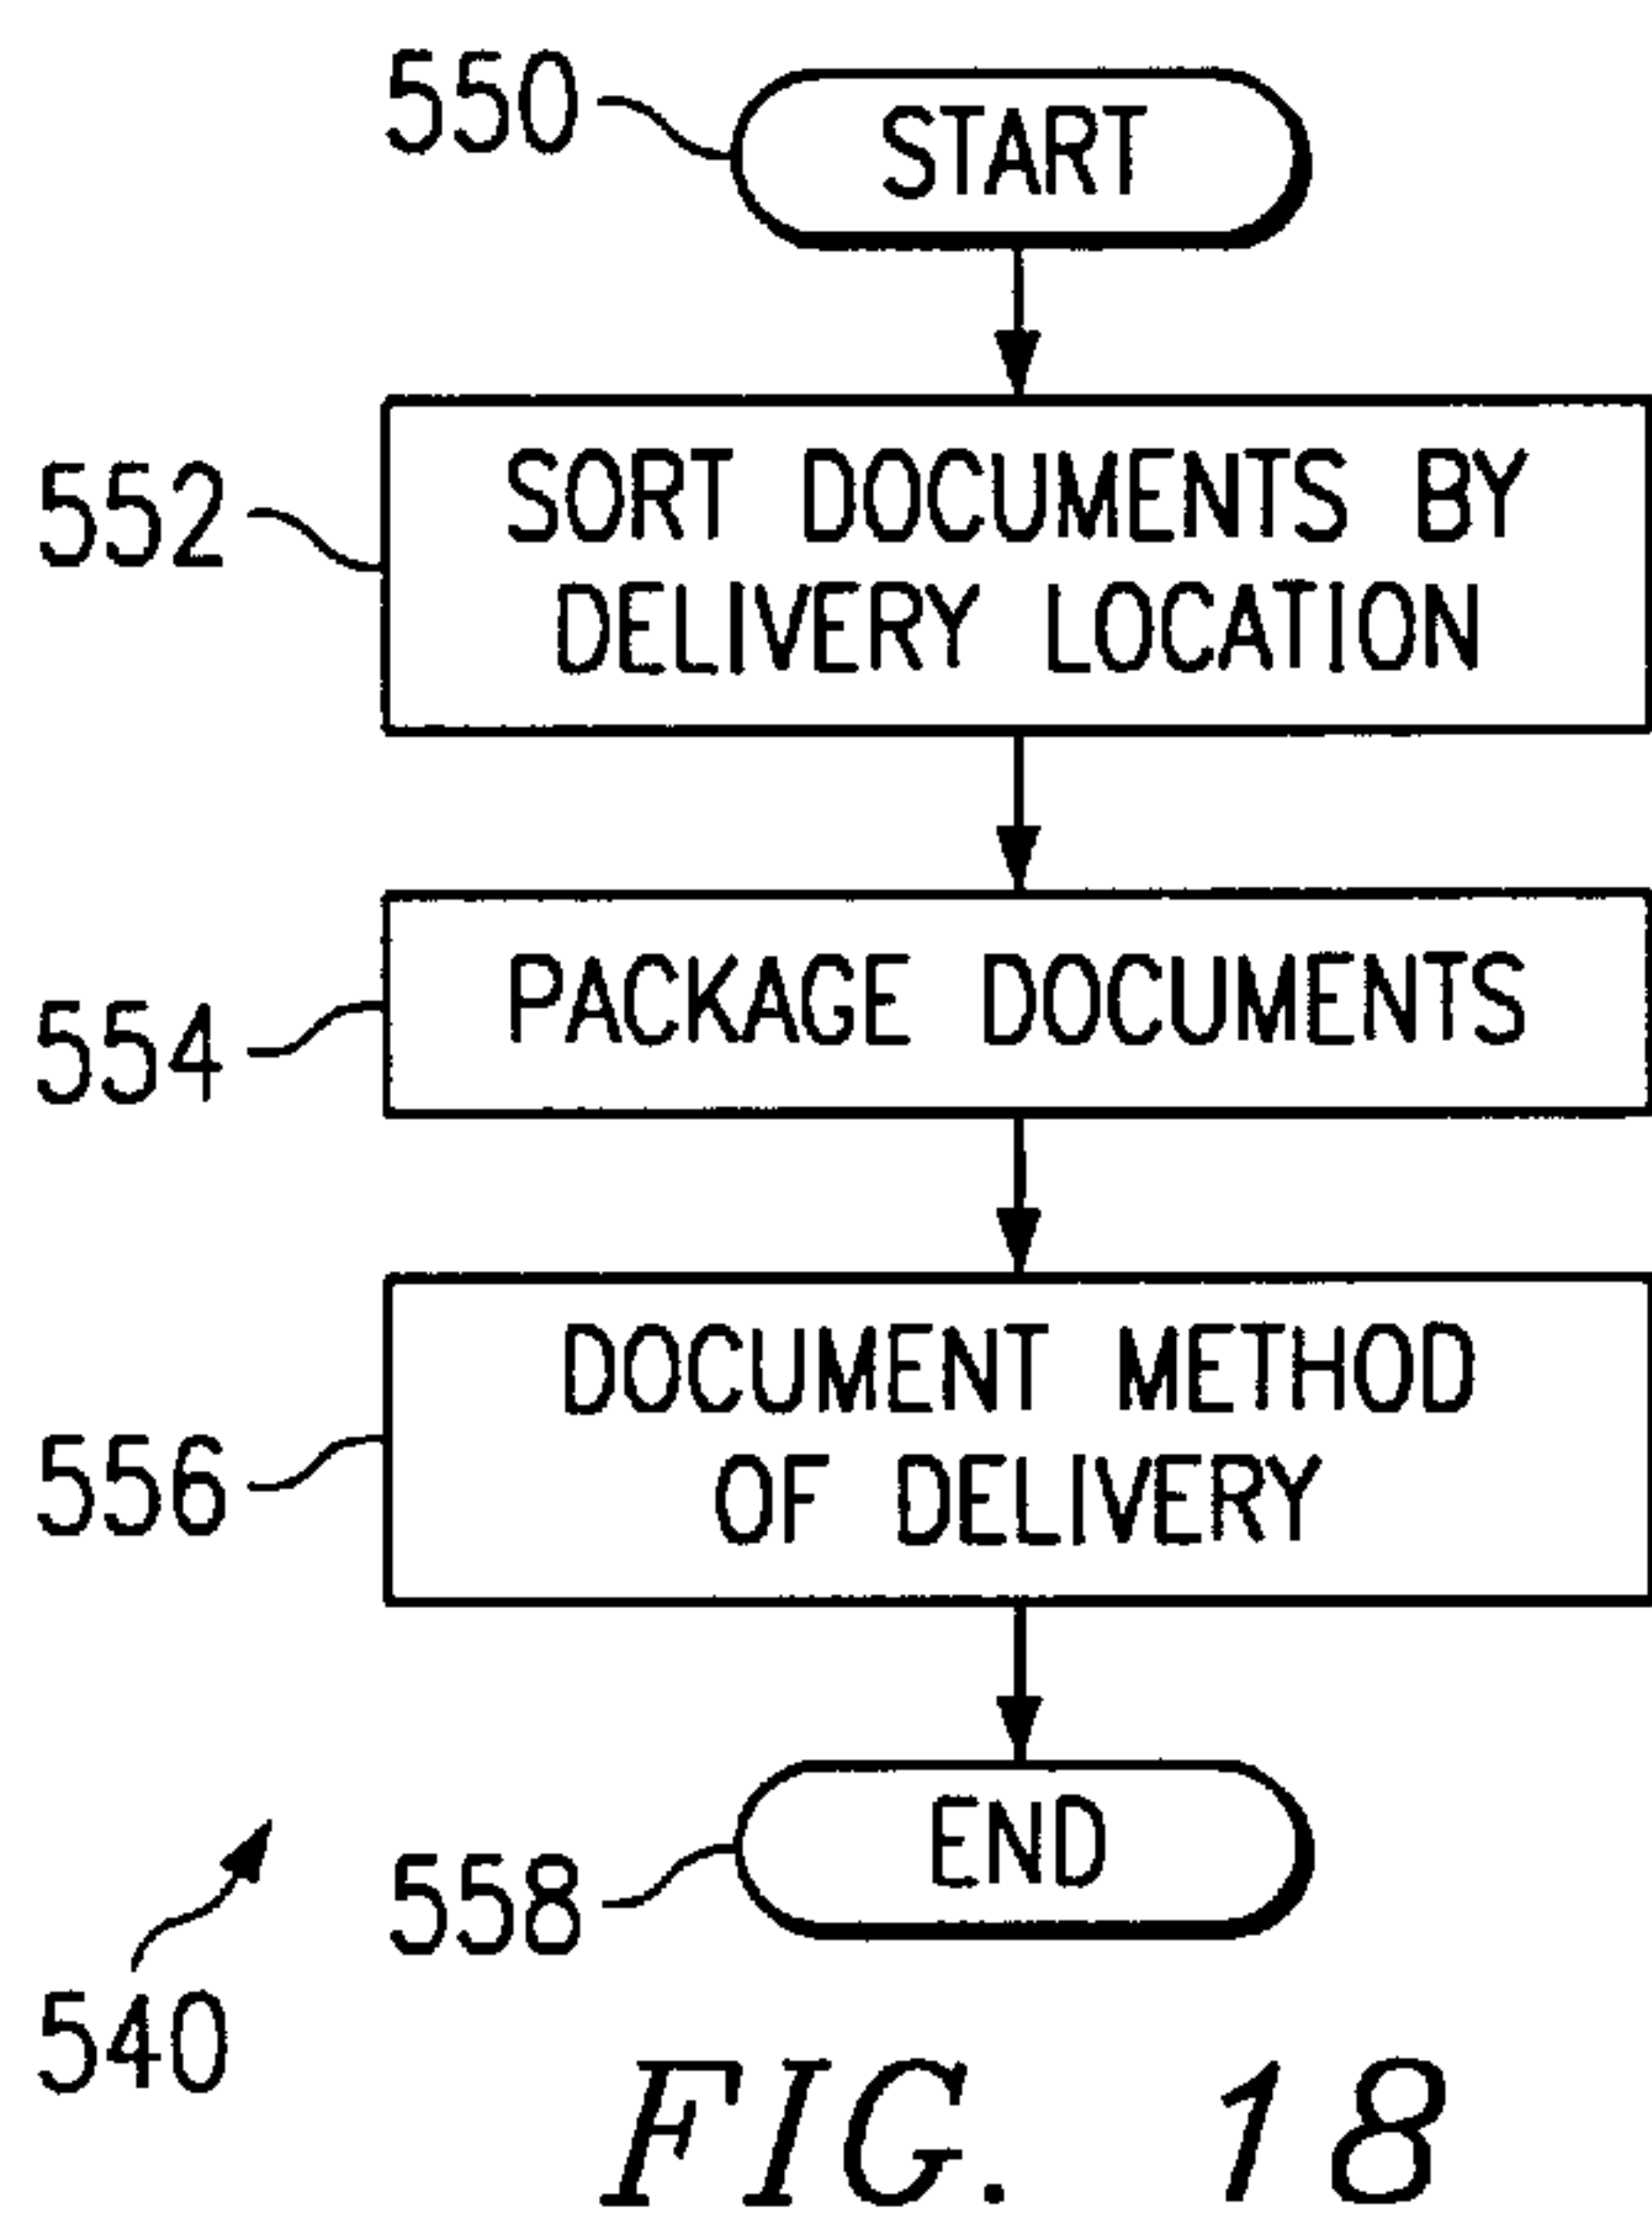 550
START
552
SORT DOCUMENTS BY
DELIVERY LOCATION
554
PACKAGE DOCUMENTS
556
DOCUMENT METHOD
OF DELIVERY
558
END
540
FIG. 18